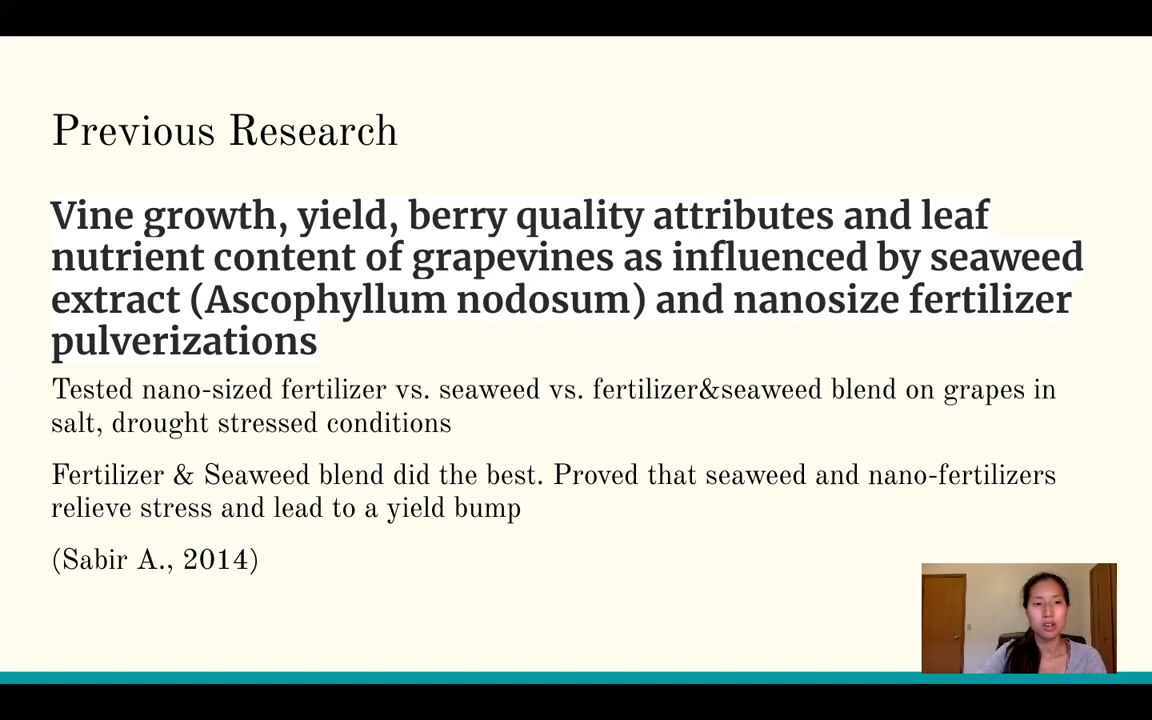 Previous Research
Vine growth, yield, berry quality attributes and leaf
nutrient content of grapevines as influenced by seaweed
extract (Ascophyllum nodosum) and nanosize fertilizer
pulverizations
Tested nano-sized fertilizer vs. seaweed vs. fertilizer&seaweed blend on grapes in
salt, drought stressed conditions
Fertilizer & Seaweed blend did the best. Proved that seaweed and nano-fertilizers
relieve stress and lead to a yield bump
(Sabir A., 2014)